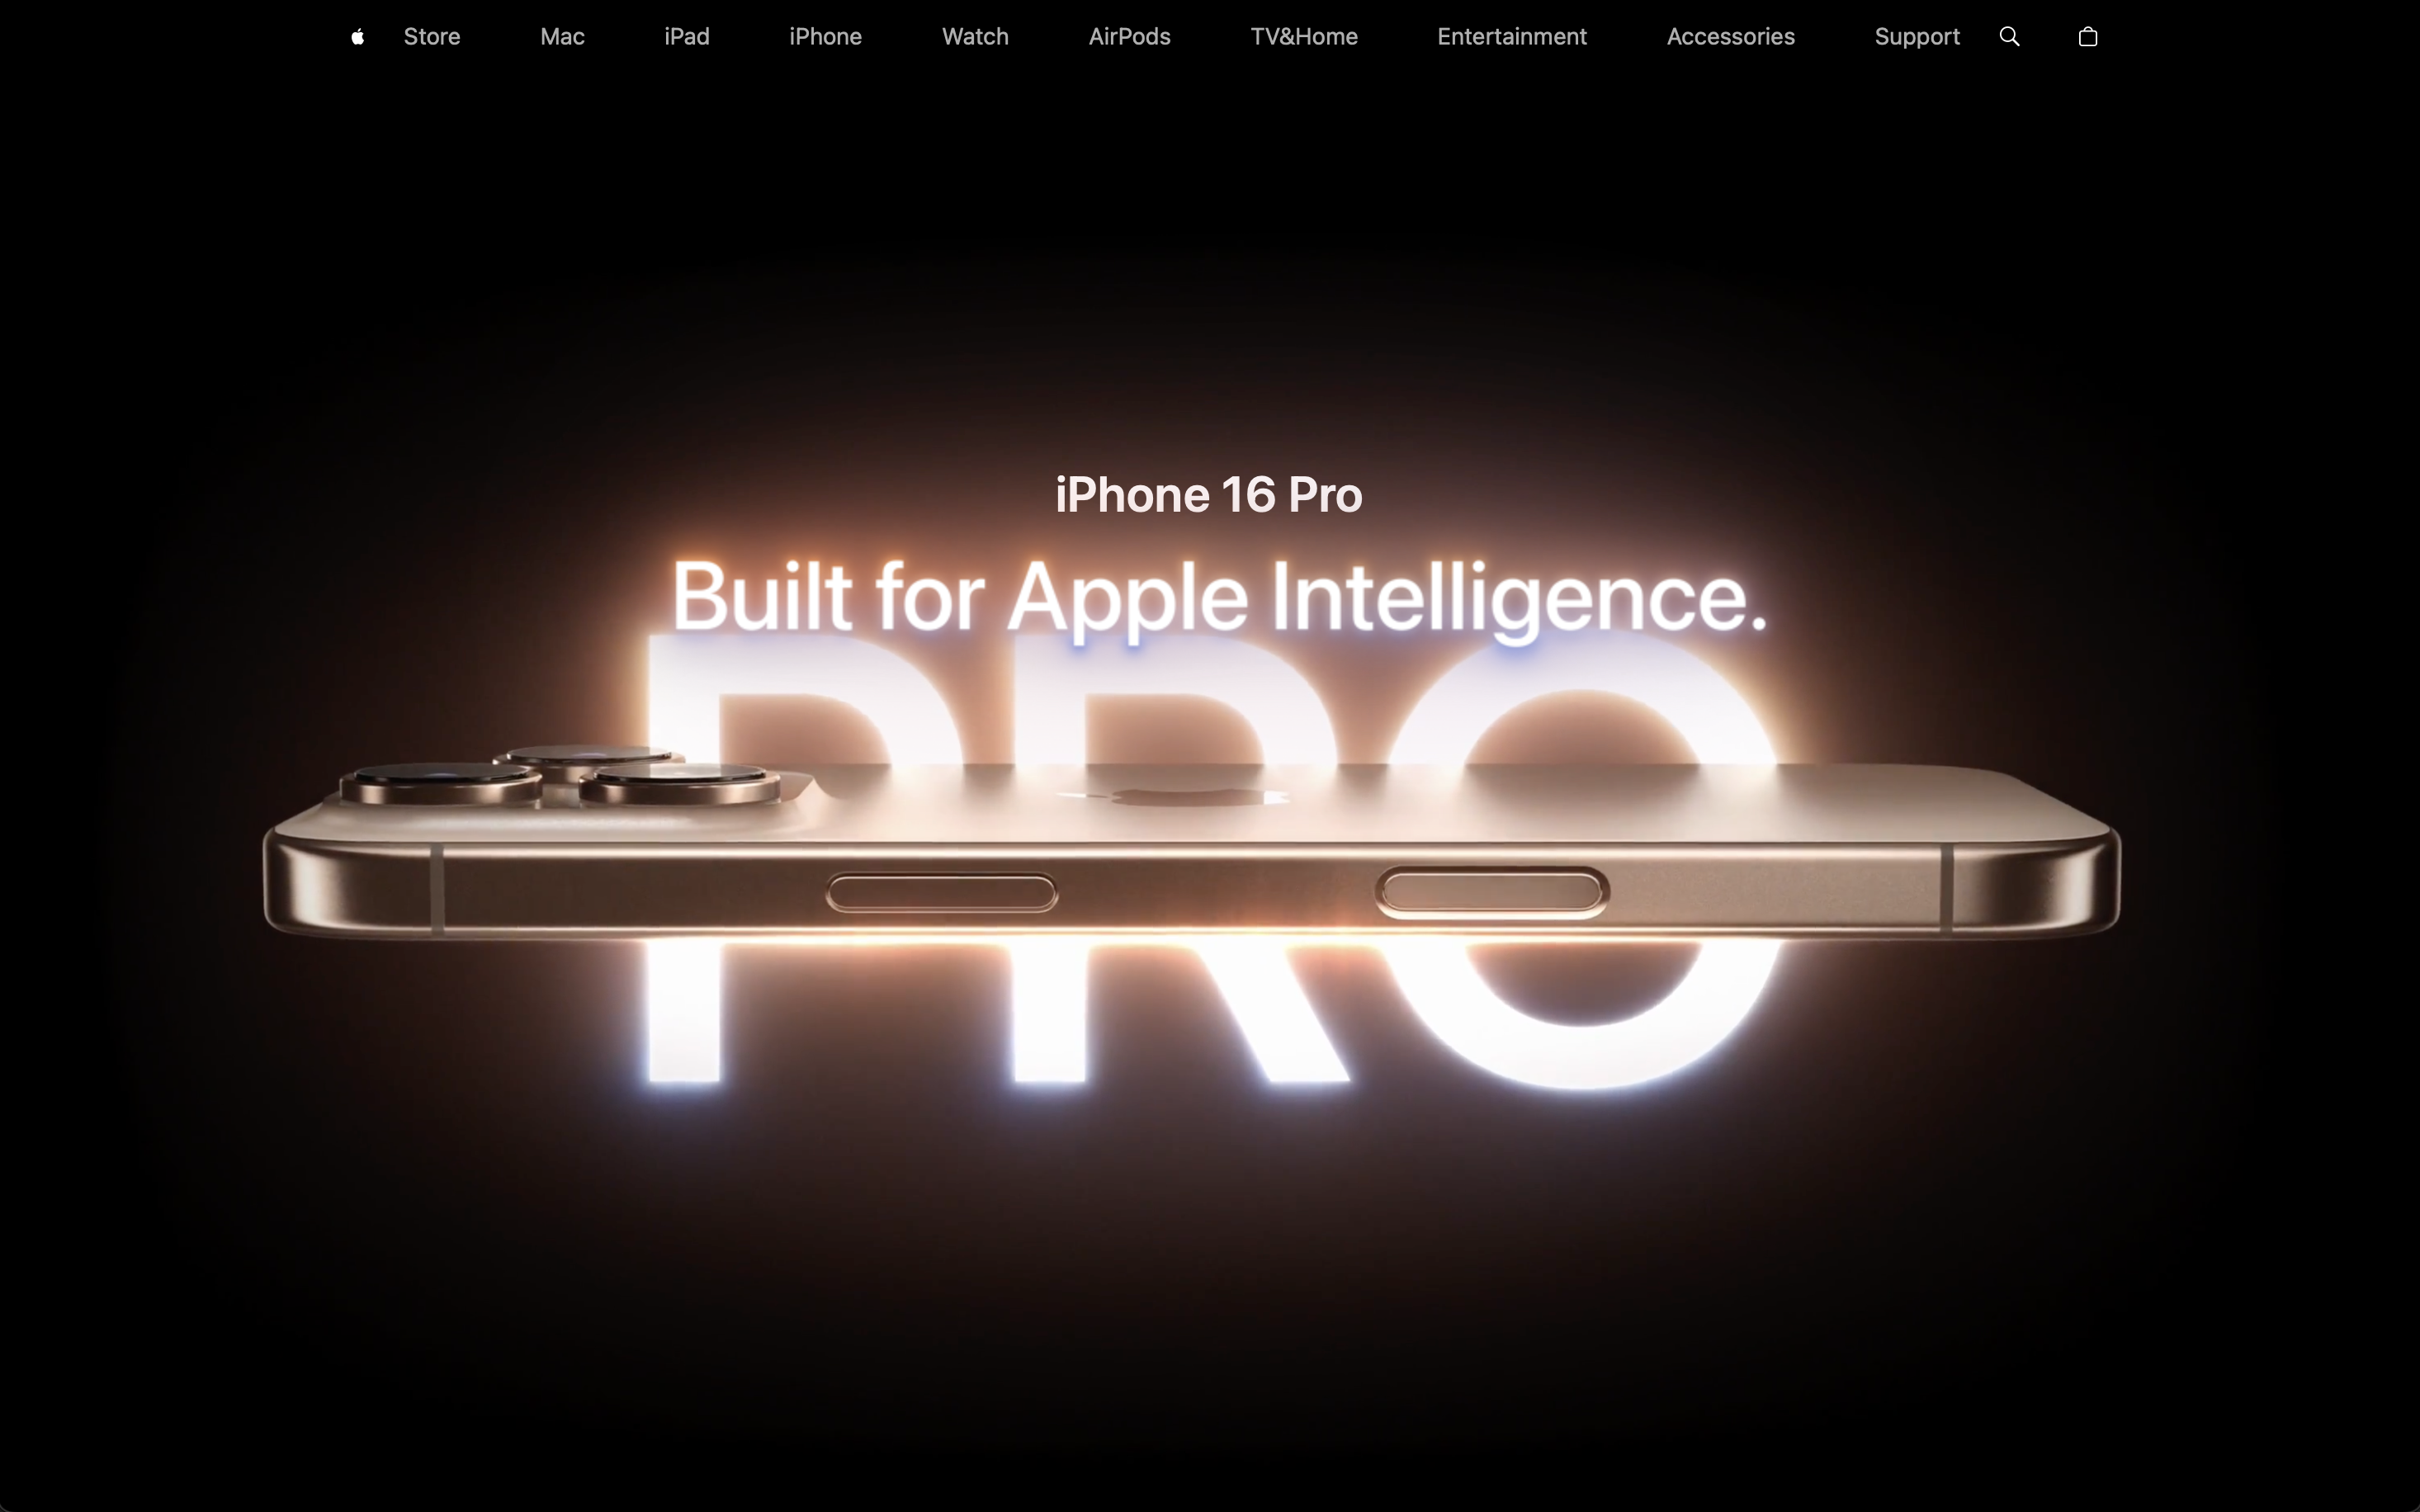 Store Mac iPad iPhone Watch AirPods TV&Home Entertainment Accessories Support
iPhone 16 Pro
Built for Apple Intelligence.
PRO